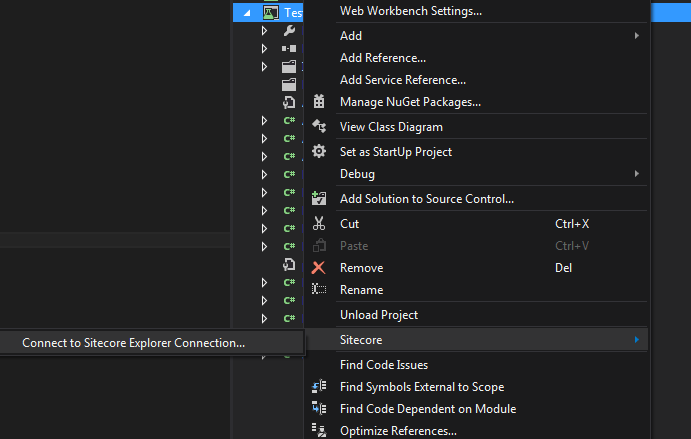 Tes
Web Workbench Settings...
Add
Add Reference...
Add Service Reference...
Manage NuGet Packages...
View Class Diagram
Set as StartUp Project
Debug
Add Solution to Source Control...
Cut Ctrl+X
Paste Ctrl+V
Remove Del
Rename
Unload Project
Sitecore
Connect to Sitecore Explorer Connection...
Find Code Issues
Find Symbols External to Scope
Find Code Dependent on Module
Optimize References...
C#
C#
C#
C#
C#
C#
C#
C#
C#
C#
C#